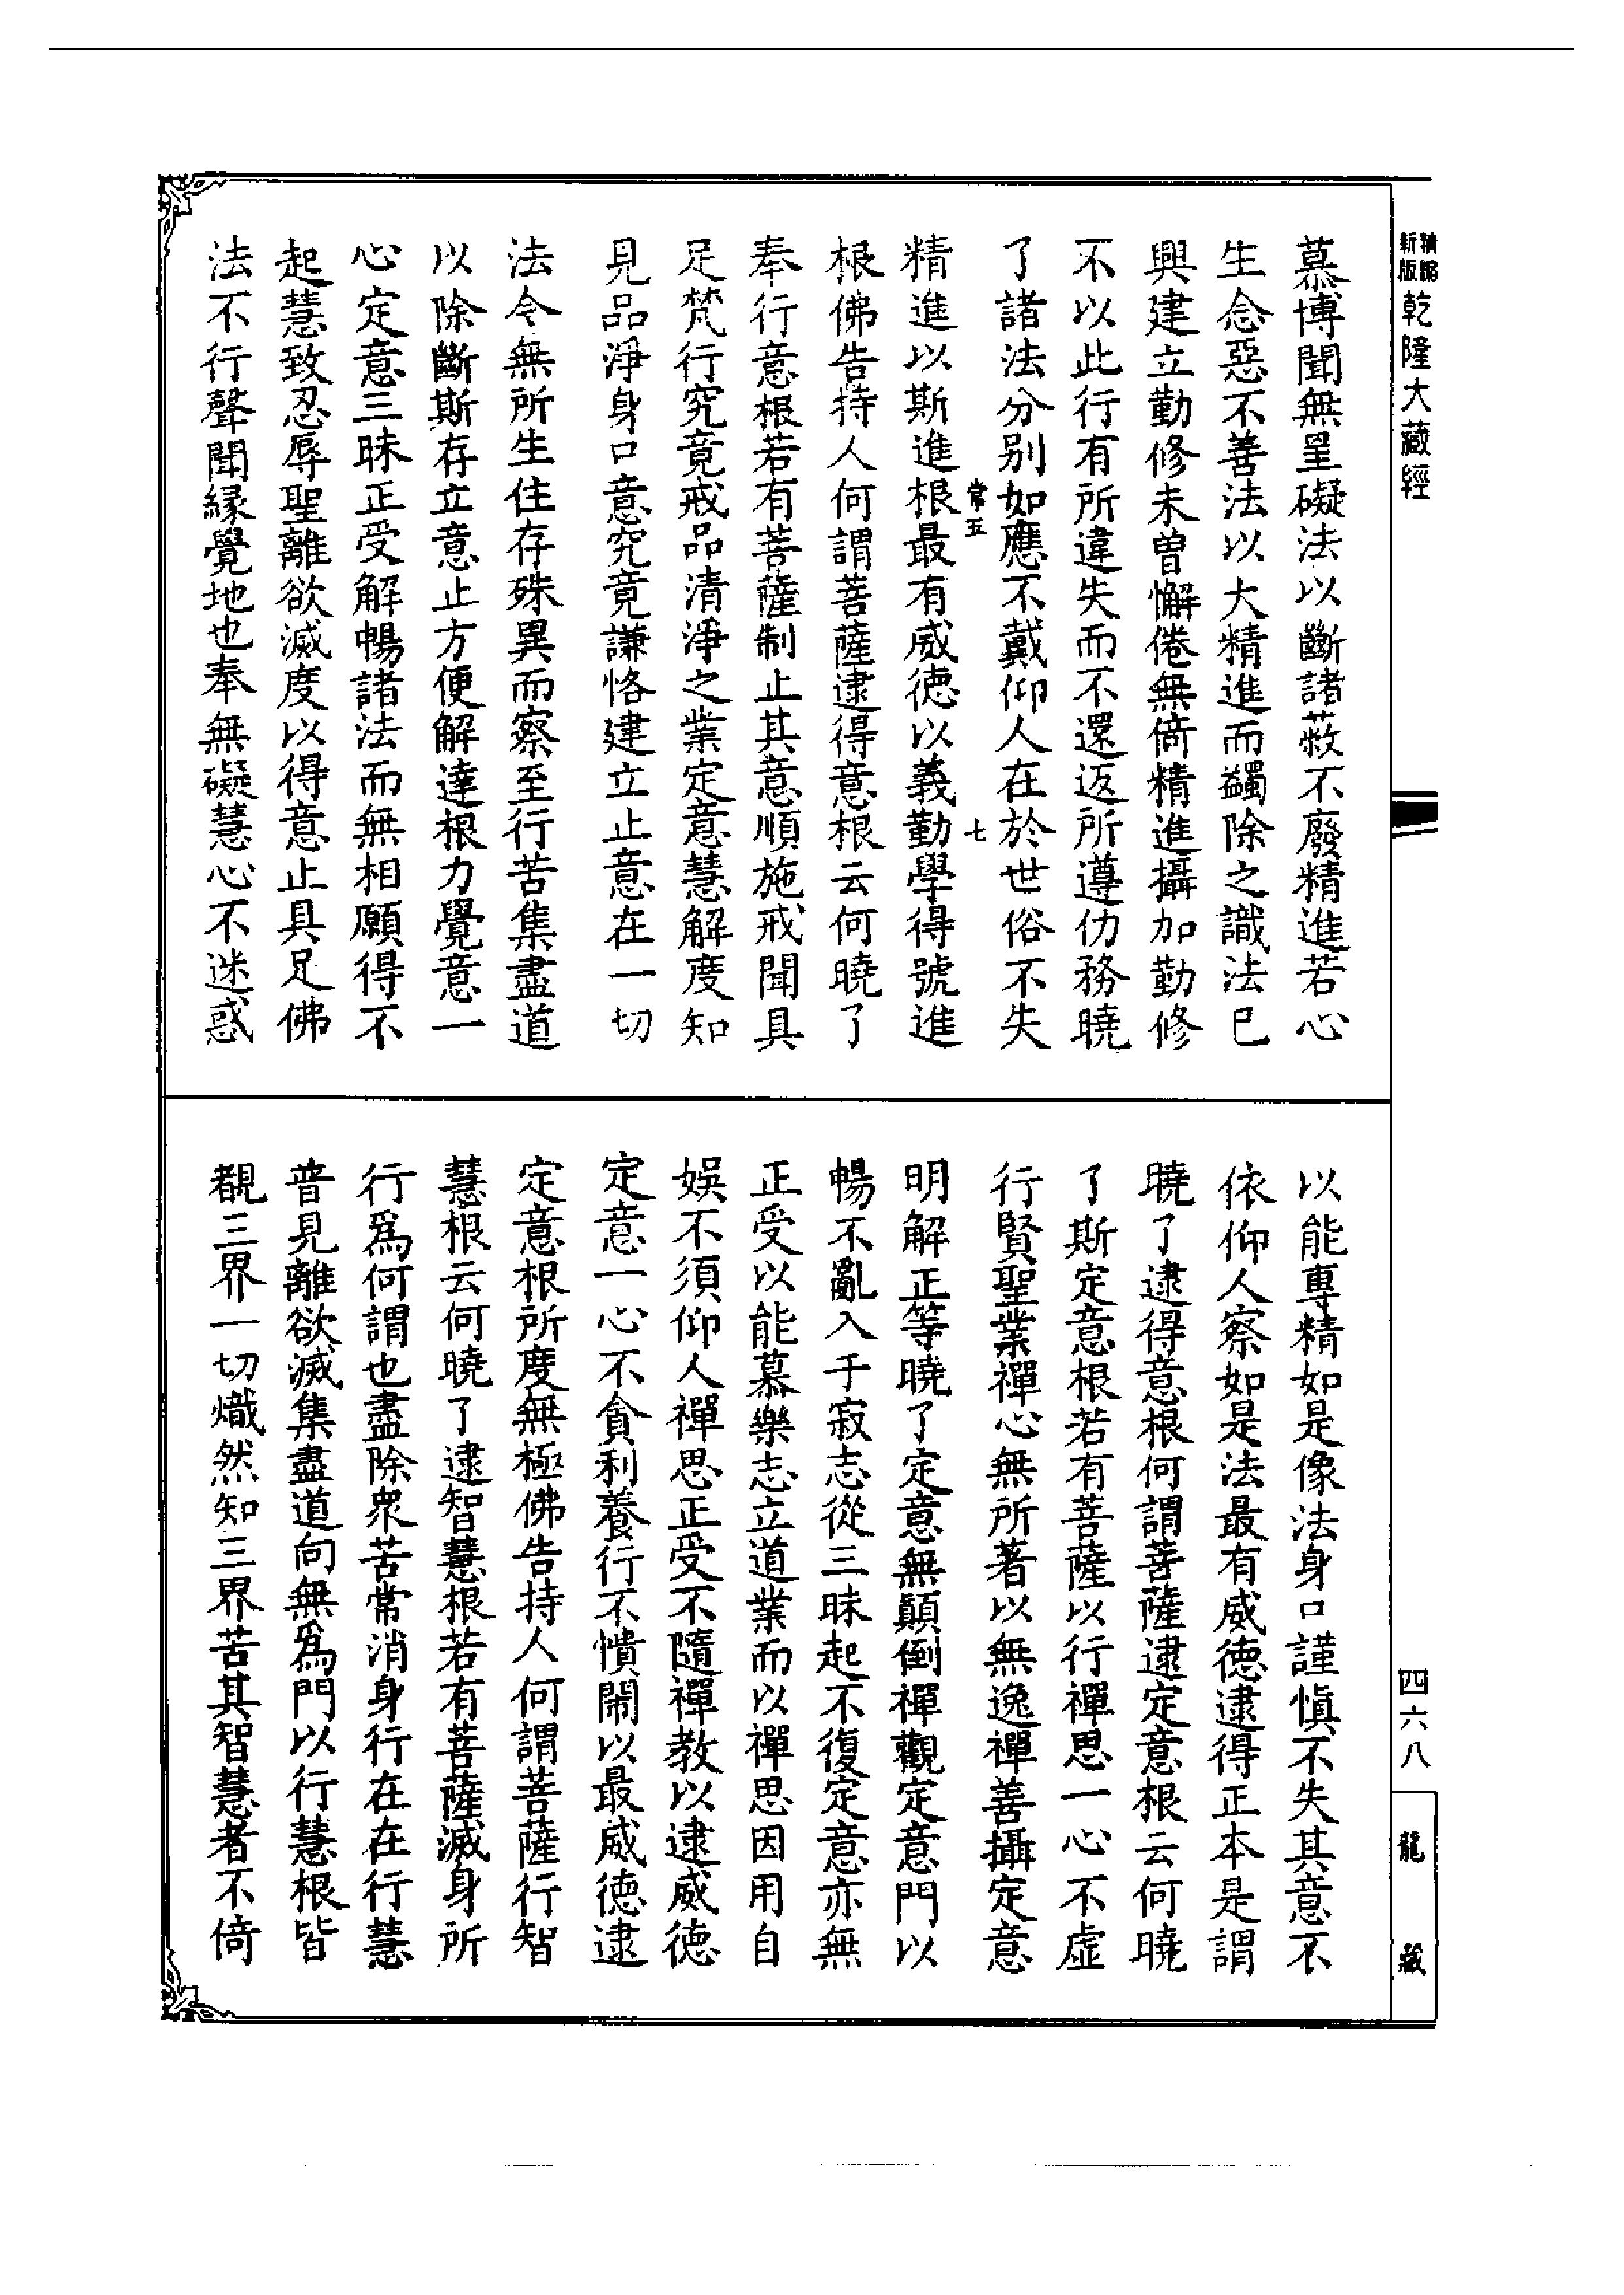 精縮新版乾隆大藏經
慕博聞無罣礙法以斷諸蔽不廢精進若心
生念惡不善法以大精進而蠲除之識法已
興建立勤修未曾懈倦無倚精進攝加勤修
不以此行有所違失而不還返所遵仂務曉
了諸法分別如應不戴仰人在於世俗不失
常五 七
精進以斯進根最有威德以義勤學得號進
根佛告持人何謂菩薩逮得意根云何曉了
奉行意根若有菩薩制止其意順施戒聞具
足梵行究竟戒品清淨之業定意慧解度知
見品淨身口意究竟謙恪建立止意在一切
法令無所生住存殊異而察至行苦集盡道
以除斷斯存立意止方便解達根力覺意一
心定意三昧正受解暢諸法而無相願得不
起慧致忍辱聖離欲滅度以得意止具足佛
法不行聲聞緣覺地也奉無礙慧心不迷惑
以能專精如是像法身口謹慎不失其意不
依仰人察如是法最有威德逮得正本是謂
曉了逮得意根何謂菩薩逮定意根云何曉
了斯定意根若有菩薩以行禪思一心不虛
行賢聖業禪心無所著以無逸禪善攝定意
明解正等曉了定意無顛倒禪觀定意門以
暢不亂入于寂志從三昧起不復定意亦無
正受以能慕樂志立道業而以禪思因用自
娛不須仰人禪思正受不隨禪教以逮威德
定意一心不貪利養行不憒鬧以最威德逮
定意根所度無極佛告持人何謂菩薩行智
慧根云何曉了逮智慧根若有菩薩滅身所
行爲何謂也盡除衆苦常消身行在在行慧
普見離欲滅集盡道向無爲門以行慧根皆
覩三界一切熾然知三界苦其智慧者不倚
四六八
龍 藏